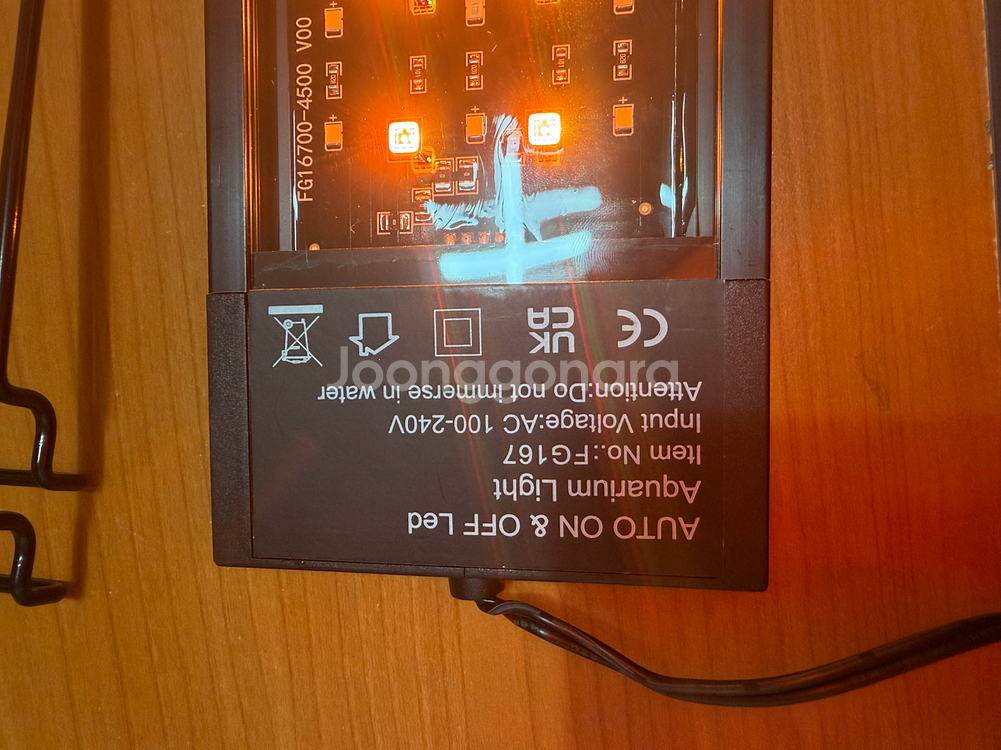 AUTO ON & OFF Led
Aquarium Light
Item No.:FG167
Input Voltage:AC 100-240V
Attention:Do not immerse in water
CE
UK
CA
FG16700-4500 V00
Joonggonara